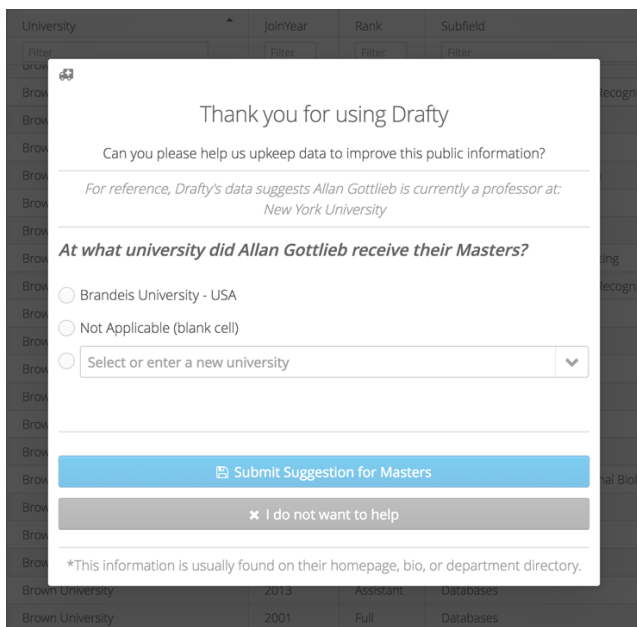 University JoinYear Rank Subfield
Filter Filter Filter Filter
Thank you for using Drafty
Can you please help us upkeep data to improve this public information?
For reference, Drafty's data suggests Allan Gottlieb is currently a professor at:
New York University
At what university did Allan Gottlieb receive their Masters?
Brandeis University - USA
Not Applicable (blank cell)
Select or enter a new university
Submit Suggestion for Masters
I do not want to help
*This information is usually found on their homepage, bio, or department directory.
Brown University 2013 Assistant Databases
Brown University 2001 Full Databases